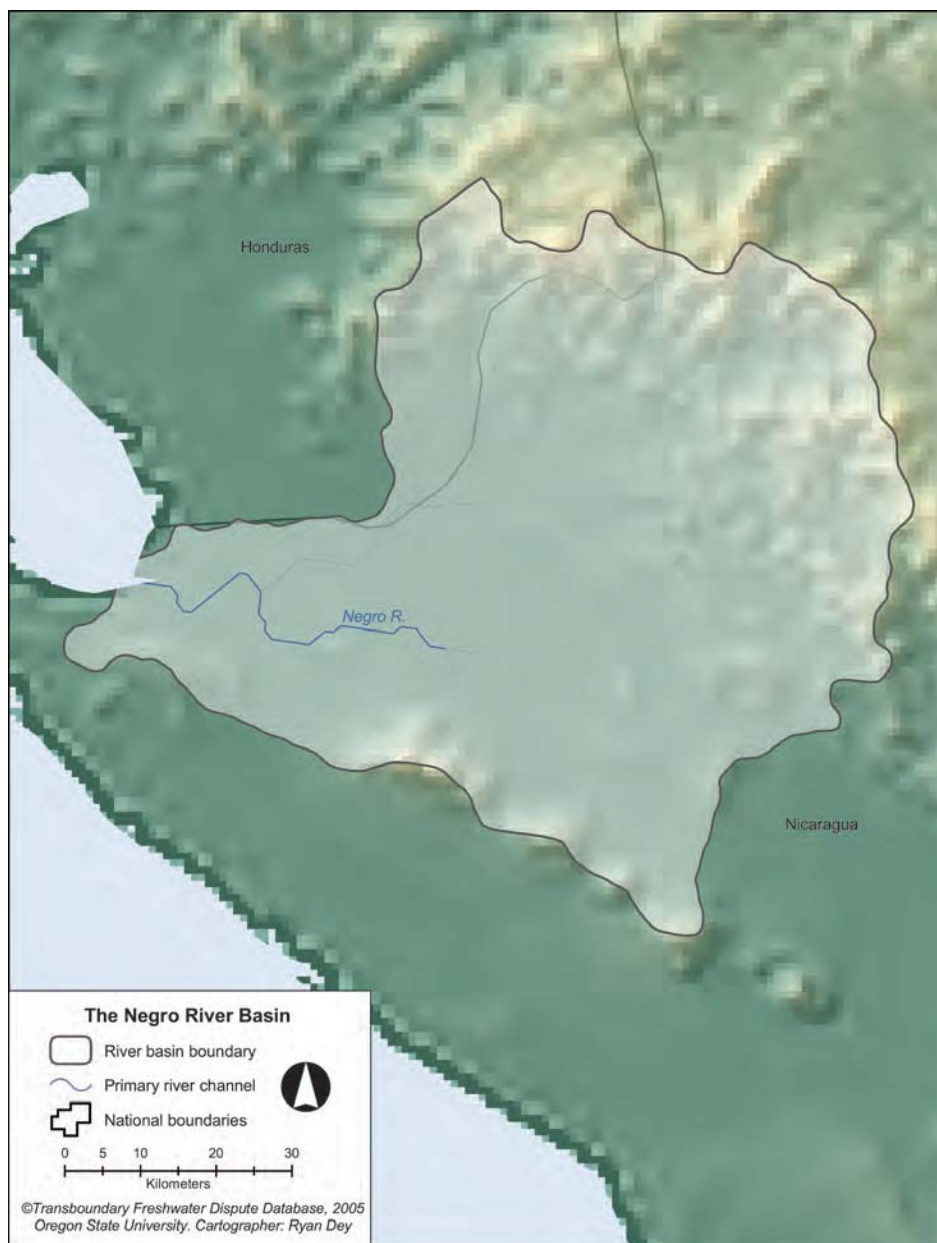 Honduras
Negro R.
Nicaragua
The Negro River Basin
River basin boundary
Primary river channel
National boundaries
0 5 10 20 30
Kilometers
©Transboundary Freshwater Dispute Database, 2005
Oregon State University. Cartographer: Ryan Dey